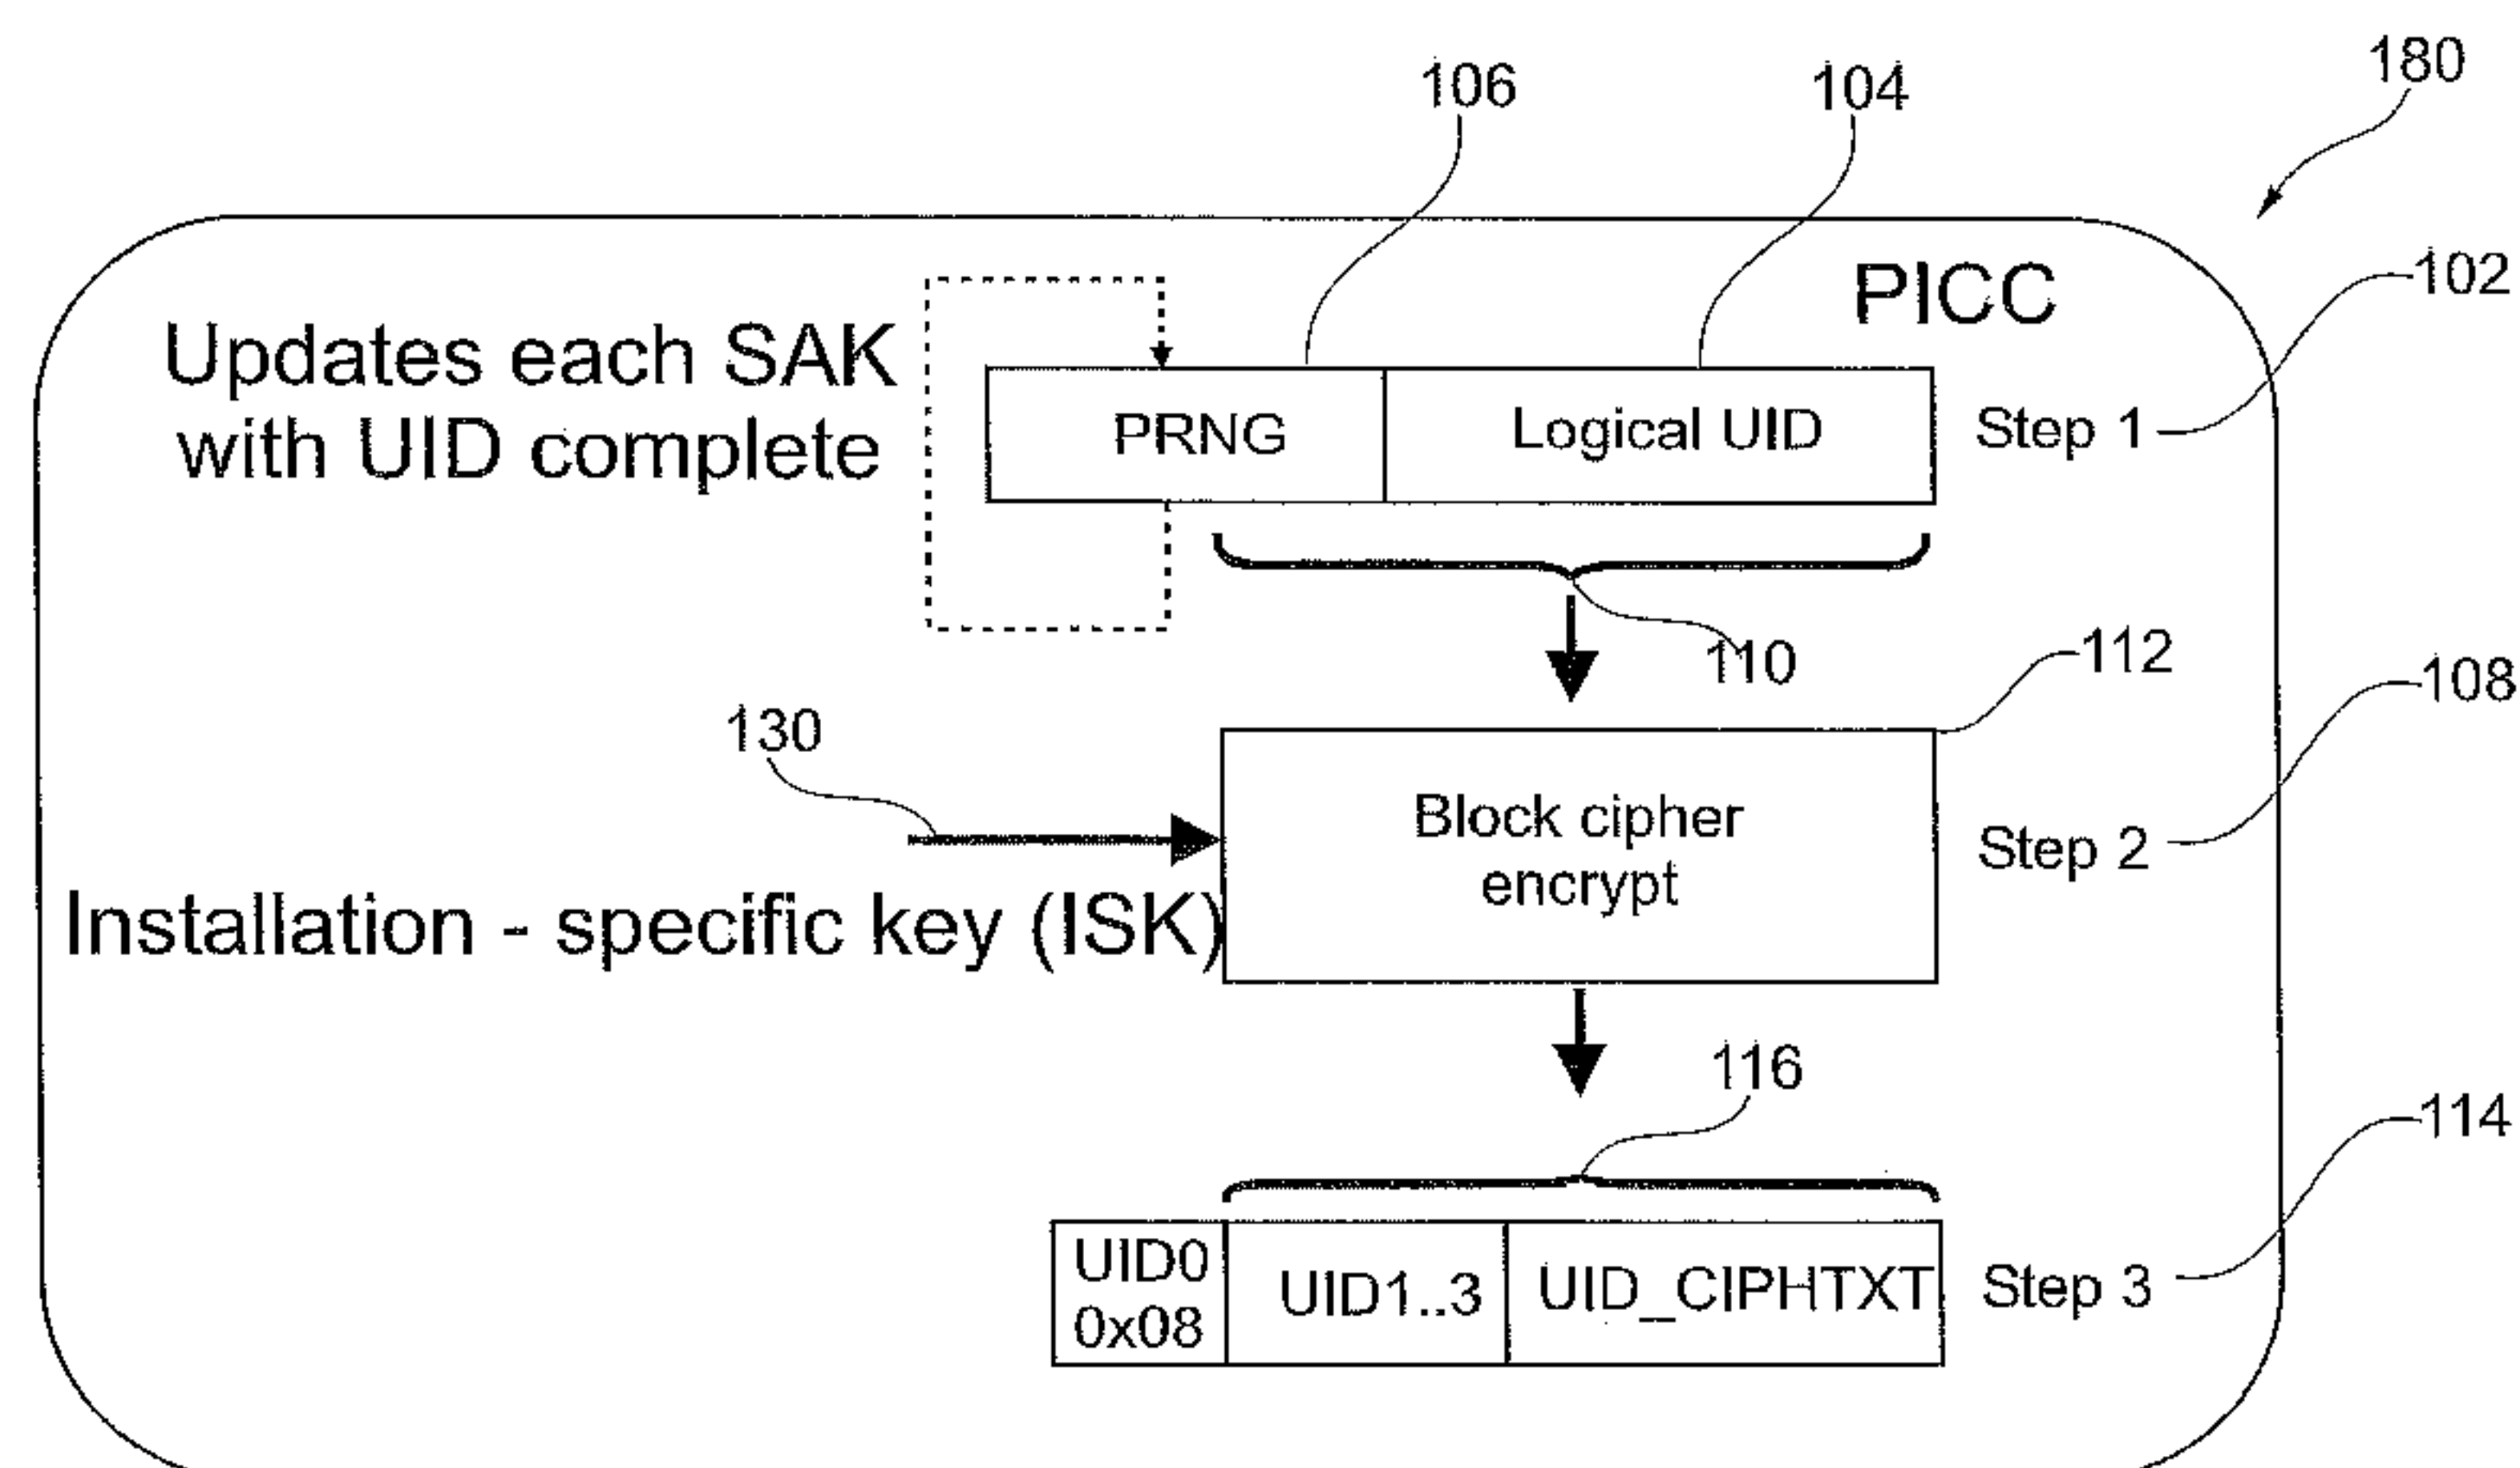 180
106
104
102
PICC
Updates each SAK
with UID complete
PRNG
Logical UID
Step 1
110
112
108
130
Block cipher
encrypt
Step 2
Installation - specific key (ISK)
116
114
UID0
0x08
UID1..3
UID_CIPHTXT
Step 3